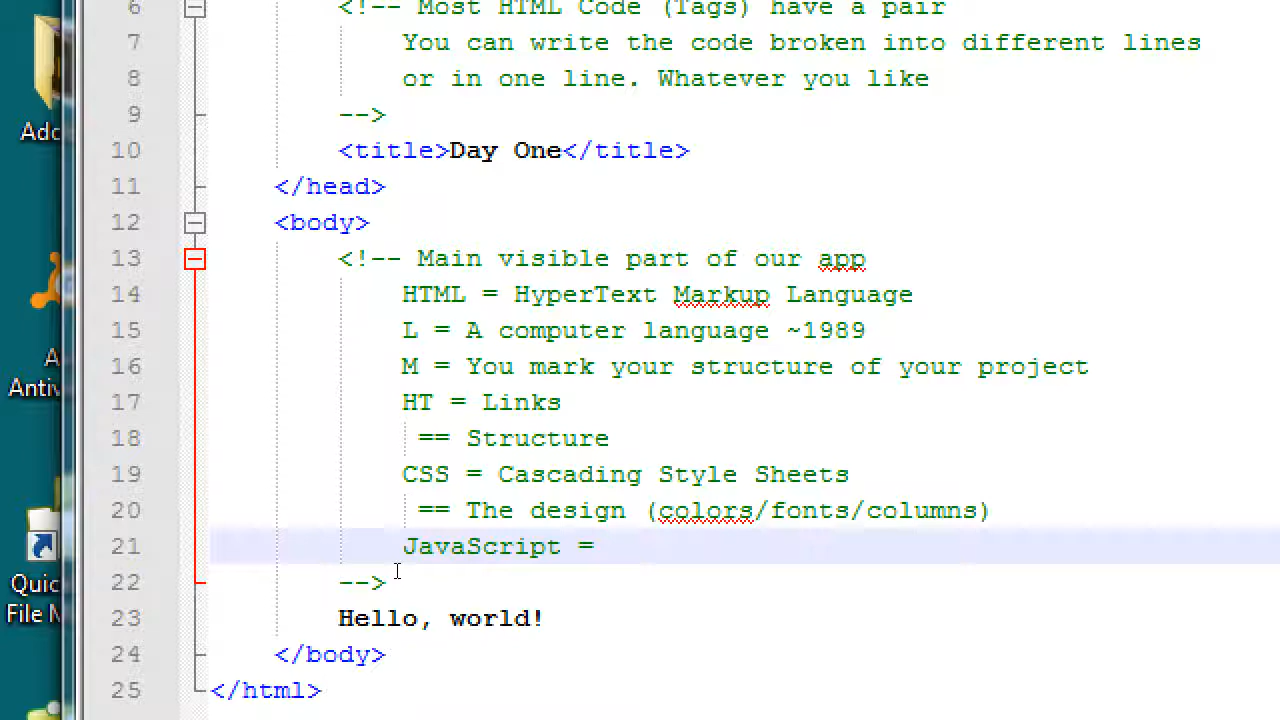 6 <!-- Most HTML Code (Tags) have a pair
7 You can write the code broken into different lines
8 or in one line. Whatever you like
9 -->
10 <title>Day One</title>
11 </head>
12 <body>
13 <!-- Main visible part of our app
14 HTML = HyperText Markup Language
15 L = A computer language ~1989
16 M = You mark your structure of your project
17 HT = Links
18 == Structure
19 CSS = Cascading Style Sheets
20 == The design (colors/fonts/columns)
21 JavaScript =
22 -->
23 Hello, world!
24 </body>
25 </html>